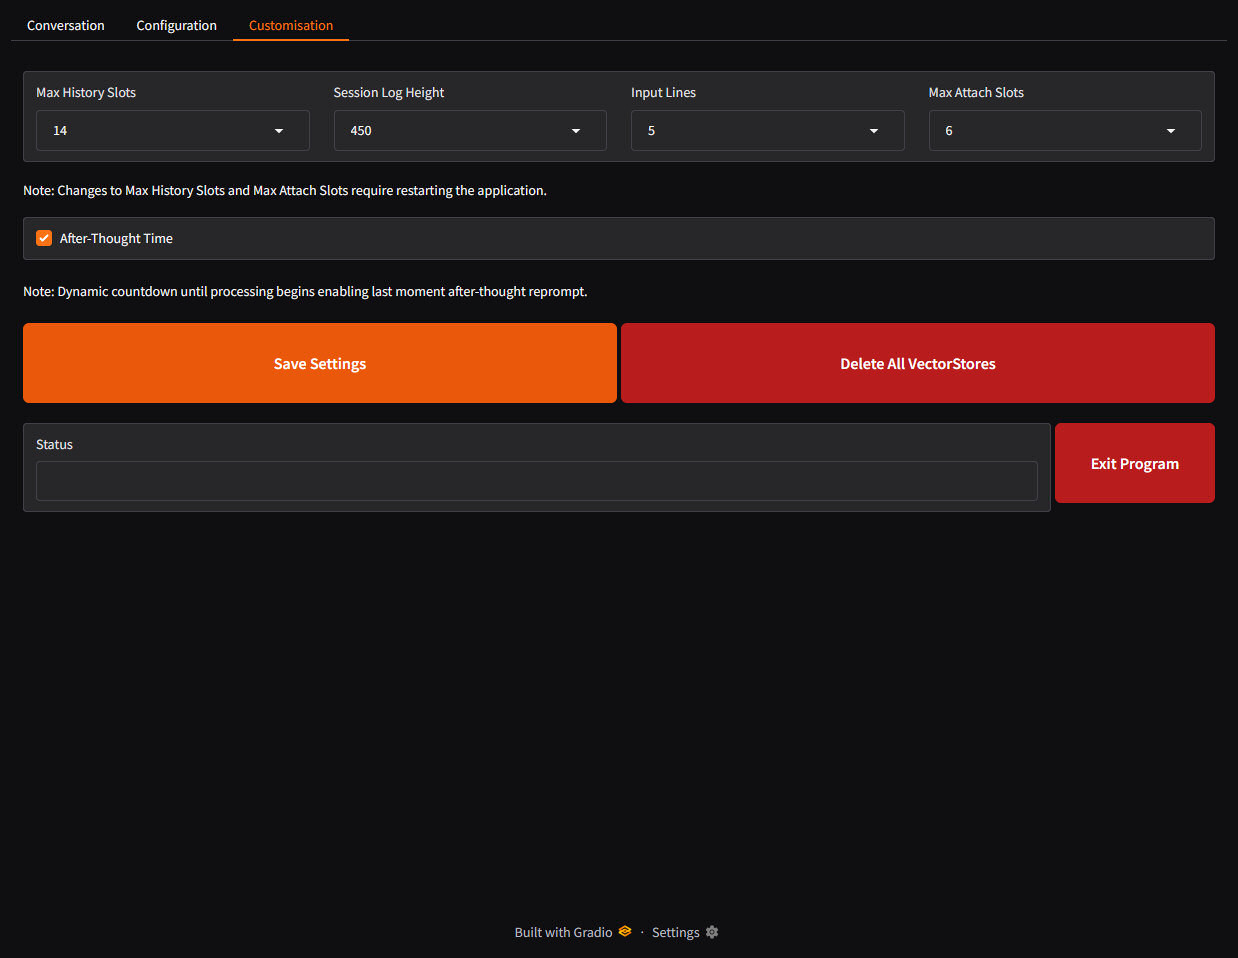 Conversation Configuration Customisation
Max History Slots Session Log Height Input Lines Max Attach Slots
14 450 5 6
Note: Changes to Max History Slots and Max Attach Slots require restarting the application.
After-Thought Time
Note: Dynamic countdown until processing begins enabling last moment after-thought reprompt.
Save Settings Delete All VectorStores
Status
Exit Program
Built with Gradio · Settings